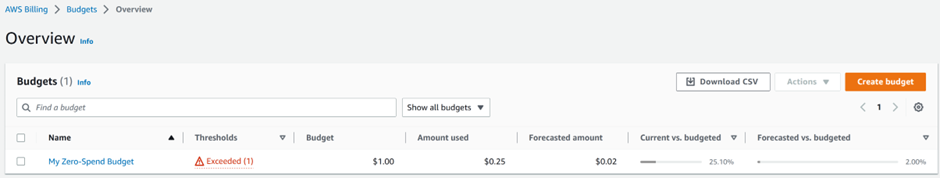 AWS Billing > Budgets > Overview
Overview Info
Budgets (1) Info
Download CSV
Actions
Create budget
Find a budget
Show all budgets
1
Name Thresholds Budget Amount used Forecasted amount Current vs. budgeted Forecasted vs. budgeted
My Zero-Spend Budget Exceeded (1) $1.00 $0.25 $0.02 25.10% 2.00%